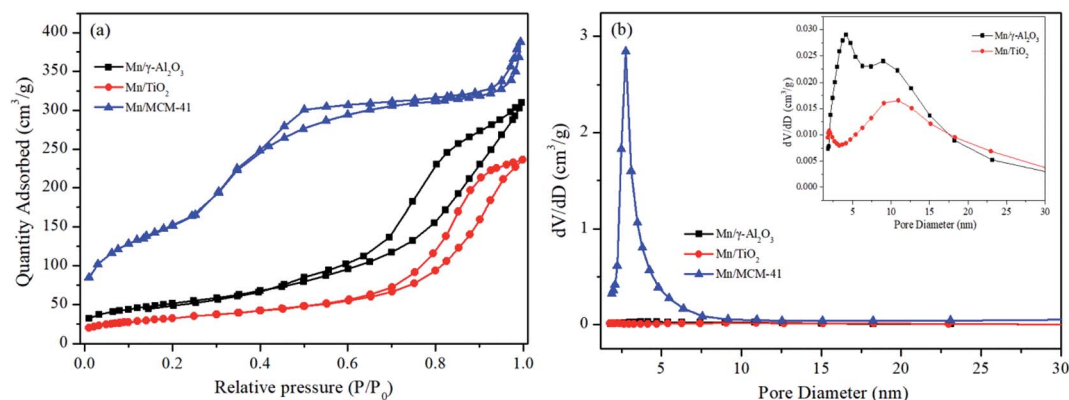 (a)
Quantity Adsorbed (cm³/g)
400
350
300
250
200
150
100
50
0
Mn/γ-Al₂O₃
Mn/TiO₂
Mn/MCM-41
0.0 0.2 0.4 0.6 0.8 1.0
Relative pressure (P/P₀)
(b)
dV/dD (cm³/g)
3
2
1
0
Mn/γ-Al₂O₃
Mn/TiO₂
Mn/MCM-41
5 10 15 20 25 30
Pore Diameter (nm)
dV/dD (cm³/g)
0.030
0.025
0.020
0.015
0.010
0.005
0.000
Mn/γ-Al₂O₃
Mn/TiO₂
5 10 15 20 25 30
Pore Diameter (nm)